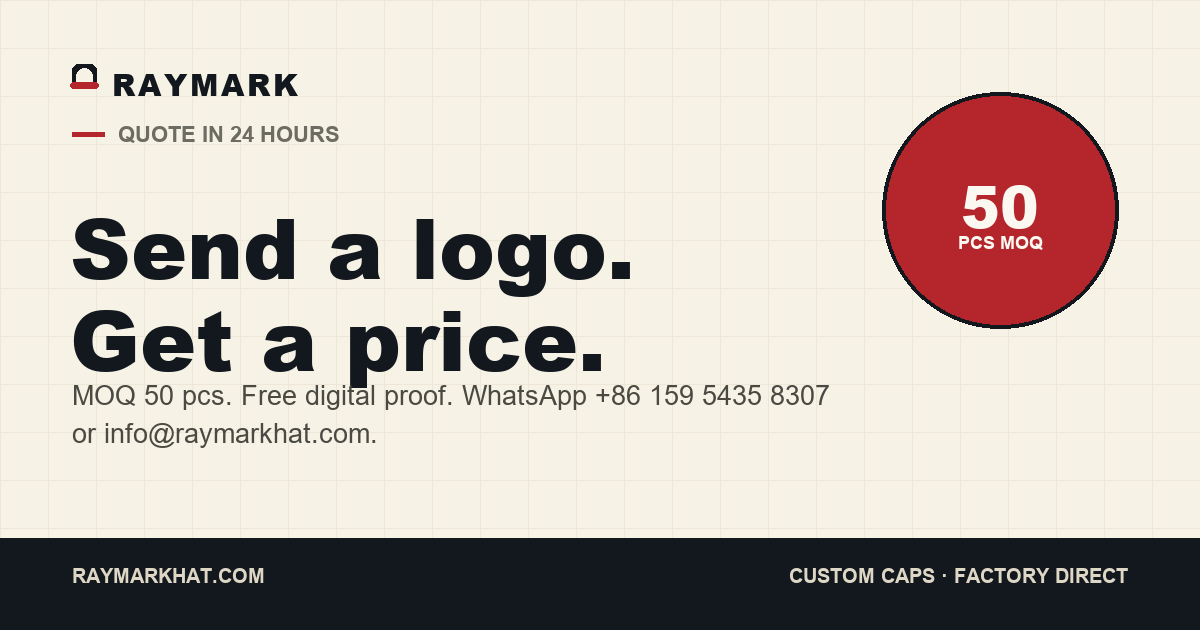 RAYMARK
QUOTE IN 24 HOURS
Send a logo.
Get a price.
MOQ 50 pcs. Free digital proof. WhatsApp +86 159 5435 8307
or info@raymarkhat.com.
50
PCS MOQ
RAYMARKHAT.COM
CUSTOM CAPS · FACTORY DIRECT